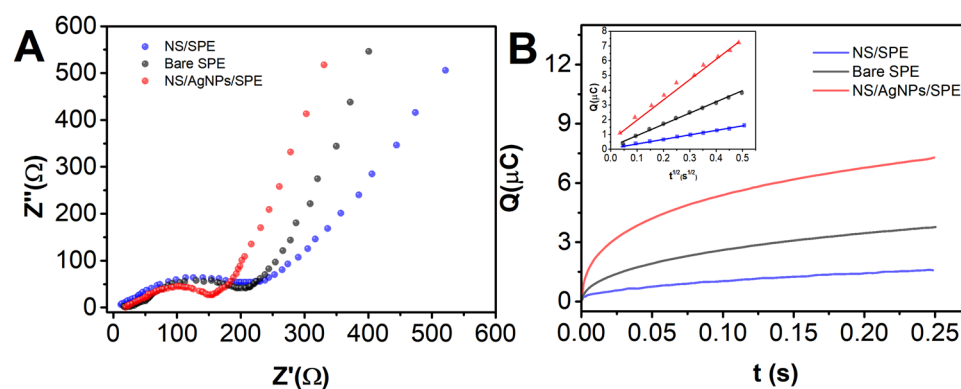 A
600
500
400
300
200
100
0
Z''(Ω)
NS/SPE
Bare SPE
NS/AgNPs/SPE
0 100 200 300 400 500 600
Z'(Ω)
B
12
9
6
3
0
Q(μC)
NS/SPE
Bare SPE
NS/AgNPs/SPE
8
7
6
5
4
3
2
1
0
Q(μC)
0.0 0.1 0.2 0.3 0.4 0.5
t1/2(s1/2)
0.00 0.05 0.10 0.15 0.20 0.25
t (s)